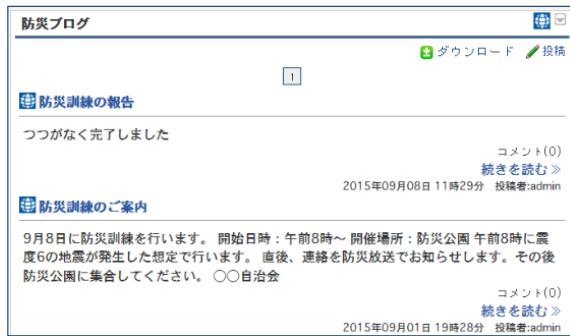 防災ブログ
ダウンロード 投稿
1
防災訓練の報告
つつがなく完了しました
コメント(0)
続きを読む≫
2015年09月08日 11時29分 投稿者:admin
防災訓練のご案内
9月8日に防災訓練を行います。 開始日時：午前8時～ 開催場所：防災公園 午前8時に震
度6の地震が発生した想定で行います。 直後、連絡を防災放送でお知らせします。その後
防災公園に集合してください。 〇〇自治会
コメント(0)
続きを読む≫
2015年09月01日 19時28分 投稿者:admin